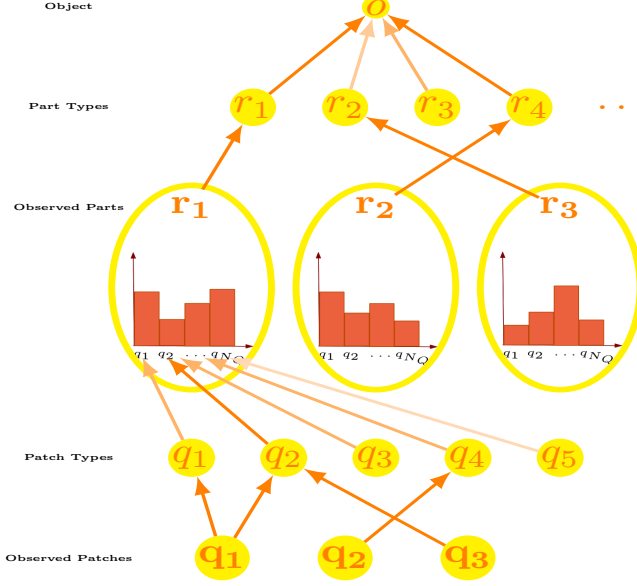 Object o
Part Types r1 r2 r3 r4 . .
Observed Parts r1 r2 r3
q1 q2 ··· qNQ q1 q2 ··· qNQ q1 q2 ··· qNQ
Patch Types q1 q2 q3 q4 q5
Observed Patches q1 q2 q3